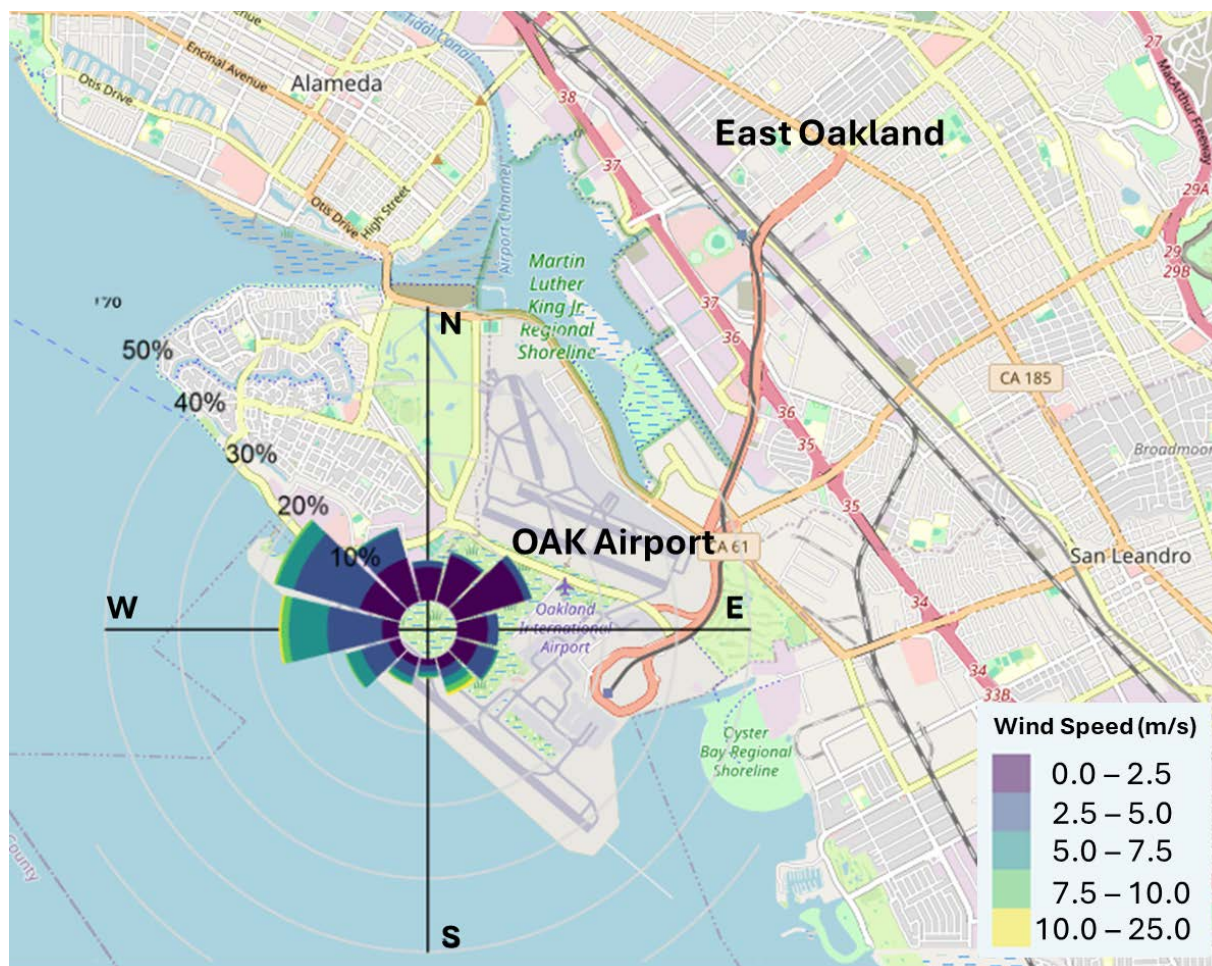 Tidal Canal
Encinal Avenue
Alameda
Otis Drive
38
27
MacArthur Freeway
East Oakland
37
Otis Drive
High Street
Airport Channel
29A
29
29B
Martin
Luther
King Jr
Regional
Shoreline
37
36
N
50%
40%
CA 185
36
35
Broadmoor
30%
20%
35
10%
OAK Airport
CA 61
San Leandro
W
E
Oakland
International
Airport
34
34
33B
Oyster
Bay Regional
Shoreline
County
S
Wind Speed (m/s)
0.0 – 2.5
2.5 – 5.0
5.0 – 7.5
7.5 – 10.0
10.0 – 25.0